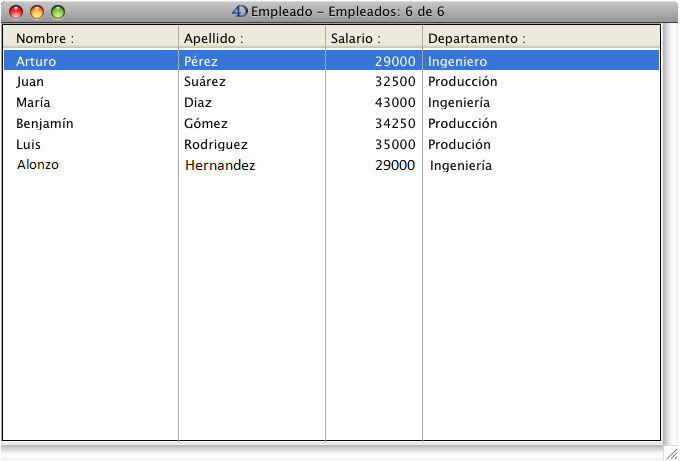 4D Empleado - Empleados: 6 de 6
Nombre : Apellido : Salario : Departamento :
Arturo Pérez 29000 Ingeniero
Juan Suárez 32500 Producción
María Diaz 43000 Ingeniería
Benjamín Gómez 34250 Producción
Luis Rodriguez 35000 Produción
Alonzo Hernandez 29000 Ingeniería